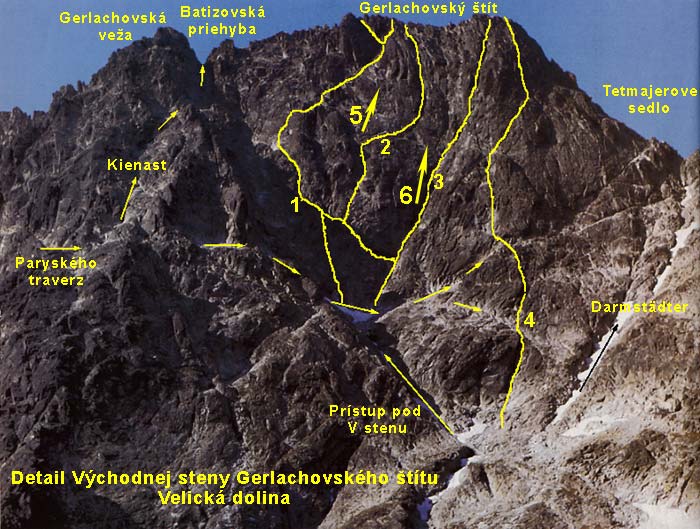 Gerlachovská
veža
Batizovská
priehyba
Gerlachovský štít
Tetmajerove
sedlo
5
2
Kienast
1
6
3
Paryského
traverz
Darmstädter
4
Prístup pod
V stenu
Detail Východnej steny Gerlachovského štítu
Velická dolina